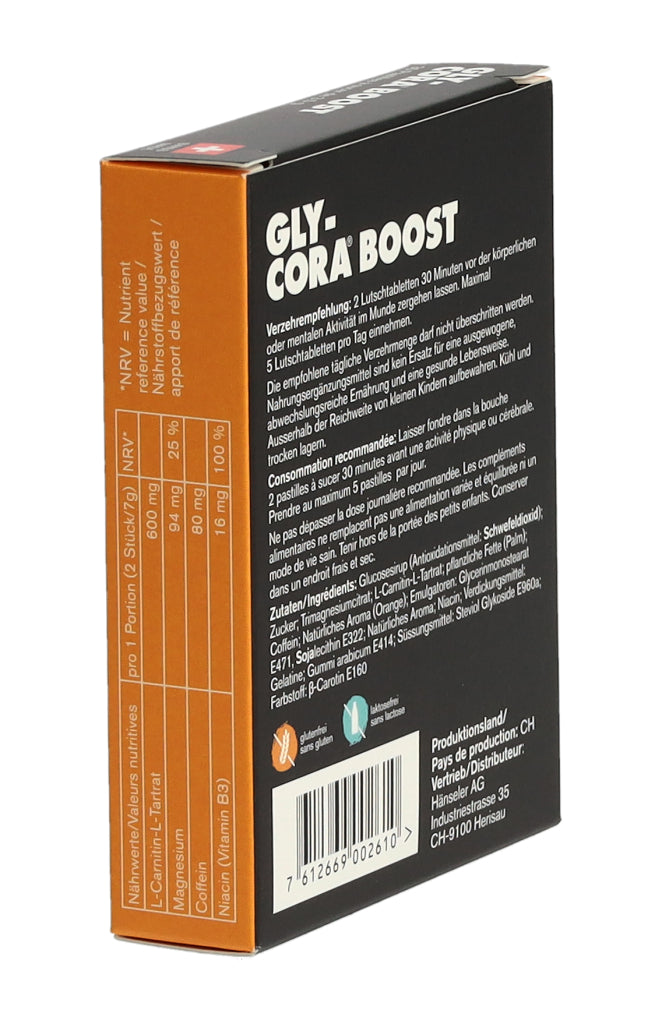 GLY-
CORA BOOST
*NRV = Nutrient
reference value /
Nährstoffbezugswert /
apport de référence
Nährwerte/Valeurs nutritives pro 1 Portion (2 Stück/7g) NRV*
L-Carnitin-L-Tartrat 600 mg
Magnesium 94 mg 25 %
Coffein 80 mg
Niacin (Vitamin B3) 16 mg 100 %
GLY-
CORA® BOOST
Verzehrempfehlung: 2 Lutschtabletten 30 Minuten vor der körperlichen
oder mentalen Aktivität im Munde zergehen lassen. Maximal
5 Lutschtabletten pro Tag einnehmen.
Die empfohlene tägliche Verzehrmenge darf nicht überschritten werden.
Nahrungsergänzungsmittel sind kein Ersatz für eine ausgewogene,
abwechslungsreiche Ernährung und eine gesunde Lebensweise.
Ausserhalb der Reichweite von kleinen Kindern aufbewahren. Kühl und
trocken lagern.
Consommation recommandée: Laisser fondre dans la bouche
2 pastilles à sucer 30 minutes avant une activité physique ou cérébrale.
Prendre au maximum 5 pastilles par jour.
Ne pas dépasser la dose journalière recommandée. Les compléments
alimentaires ne remplacent pas une alimentation variée et équilibrée ni un
mode de vie sain. Tenir hors de la portée des petits enfants. Conserver
dans un endroit frais et sec.
Zutaten/Ingrédients: Glucosesirup (Antioxidationsmittel: Schwefeldioxid);
Zucker; Trimagnesiumcitrat; L-Carnitin-L-Tartrat; pflanzliche Fette (Palm);
Coffein; Natürliches Aroma (Orange); Emulgatoren: Glycerinmonostearat
E471, Sojalecithin E322; Natürliches Aroma; Niacin; Verdickungsmittel:
Gelatine; Gummi arabicum E414; Süssungsmittel: Steviol Glykoside E960a;
Farbstoff: β-Carotin E160
glutenfrei
sans gluten
laktosefrei
sans lactose
7 612669 002610 >
Produktionsland/
Pays de production: CH
Vertrieb/Distributeur:
Hänseler AG
Industriestrasse 35
CH-9100 Herisau